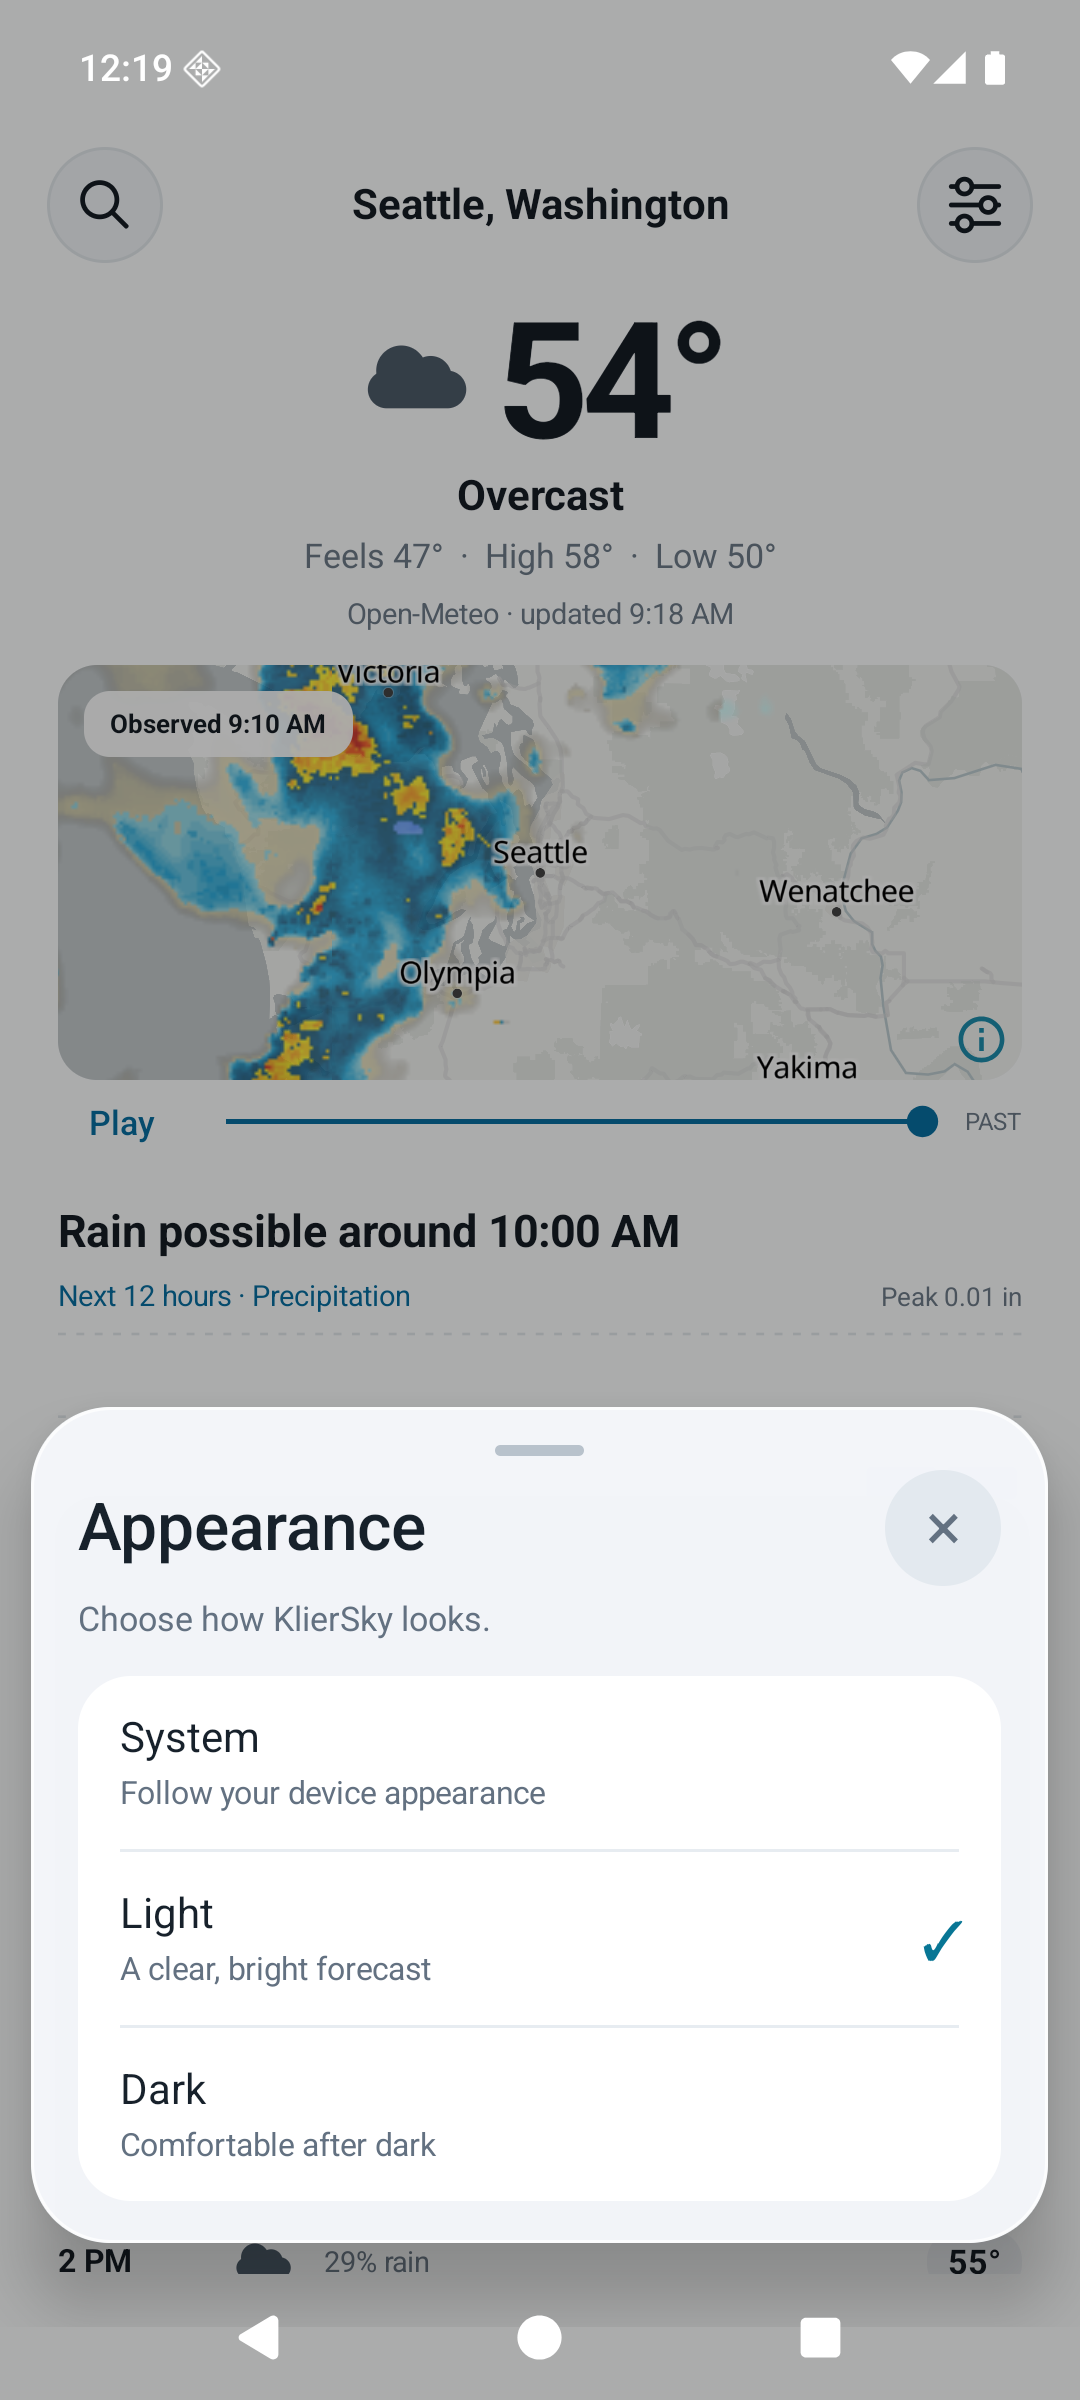 12:19
Seattle, Washington
54°
Overcast
Feels 47° · High 58° · Low 50°
Open-Meteo · updated 9:18 AM
Victoria
Observed 9:10 AM
Seattle
Wenatchee
Olympia
Yakima
Play
PAST
Rain possible around 10:00 AM
Next 12 hours · Precipitation
Peak 0.01 in
Appearance
Choose how KlierSky looks.
System
Follow your device appearance
Light
A clear, bright forecast
✓
Dark
Comfortable after dark
2 PM
29% rain
55°